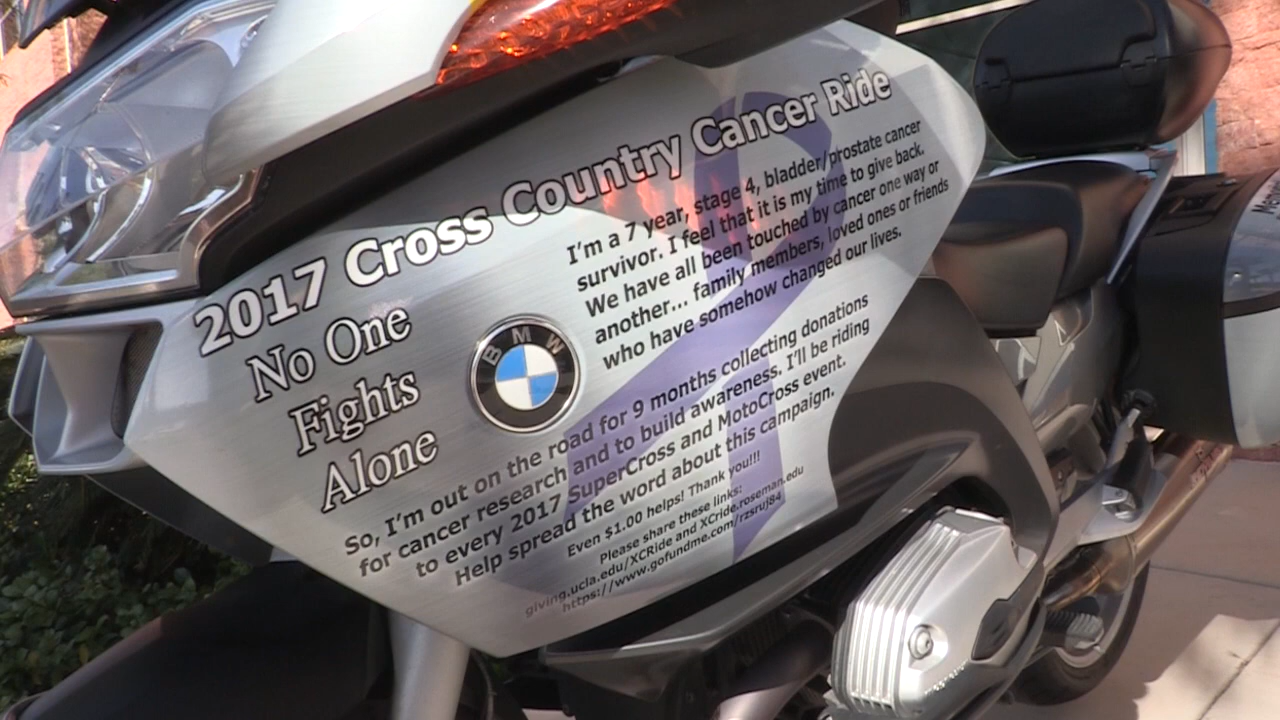 2017 Cross Country Cancer Ride
No One
Fights
Alone
BMW
I'm a 7 year, stage 4, bladder/prostate cancer
survivor. I feel that it is my time to give back.
We have all been touched by cancer one way or
another... family members, loved ones or friends
who have somehow changed our lives.
So, I'm out on the road for 9 months collecting donations
for cancer research and to build awareness. I'll be riding
to every 2017 SuperCross and MotoCross event.
Help spread the word about this campaign.
Even $1.00 helps! Thank you!!!
Please share these links:
giving.ucla.edu/XCRide and XCride.roseman.edu
https://www.gofundme.com/rzsruj84